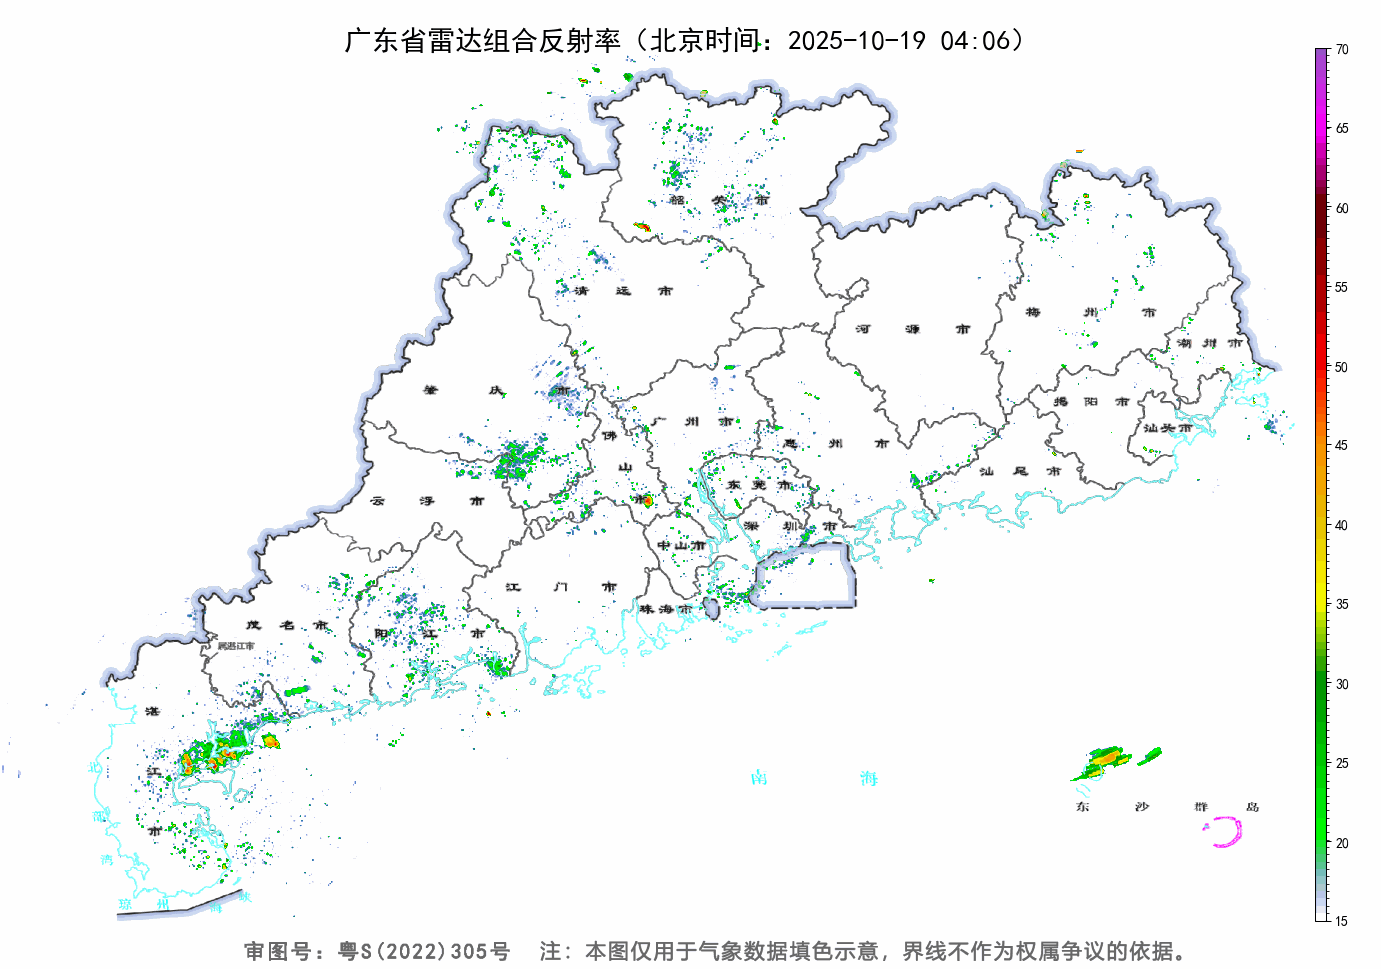 广东省雷达组合反射率（北京时间：2025-10-19 04:06）
70
65
60
55
50
45
40
35
30
25
20
15
韶关市
清远市
河源市
梅州市
潮州市
肇庆市
广州市
惠州市
揭阳市
汕头市
佛山市
云浮市
东莞市
汕尾市
深圳市
中山市
江门市
珠海市
茂名市
阳江市
属湛江市
湛江市
北部湾
南海
东沙群岛
琼州海峡
审图号：粤S(2022)305号 注：本图仅用于气象数据填色示意，界线不作为权属争议的依据。